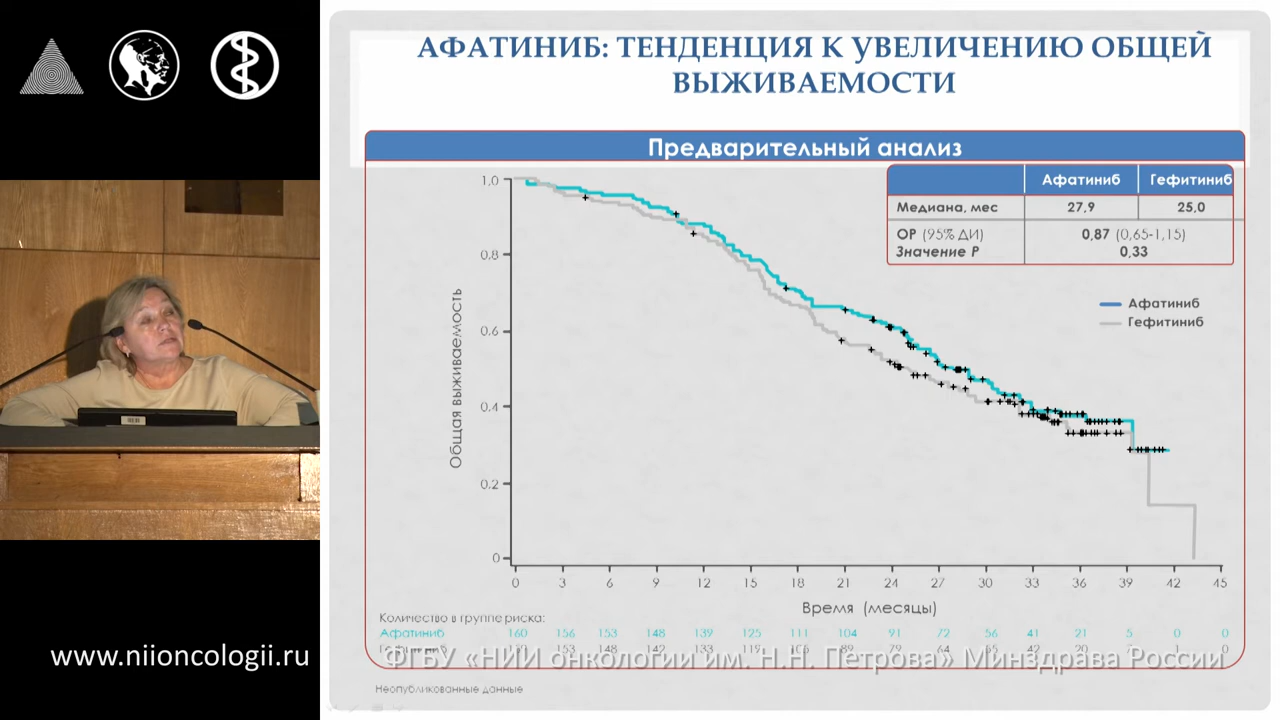 АФАТИНИБ: ТЕНДЕНЦИЯ К УВЕЛИЧЕНИЮ ОБЩЕЙ
ВЫЖИВАЕМОСТИ
Предварительный анализ
Афатиниб Гефитиниб
Медиана, мес 27,9 25,0
ОР (95% ДИ) 0,87 (0,65-1,15)
Значение Р 0,33
Афатиниб
Гефитиниб
Общая выживаемость
1,0
0,8
0,6
0,4
0,2
0
0 3 6 9 12 15 18 21 24 27 30 33 36 39 42 45
Время (месяцы)
Количество в группе риска:
Афатиниб 160 156 153 148 139 125 111 104 91 72 56 41 21 5 0 0
ФГБУ «НИИ онкологии им. Н.Н. Петрова» Минздрава России
Неопубликованные данные
www.niioncologii.ru